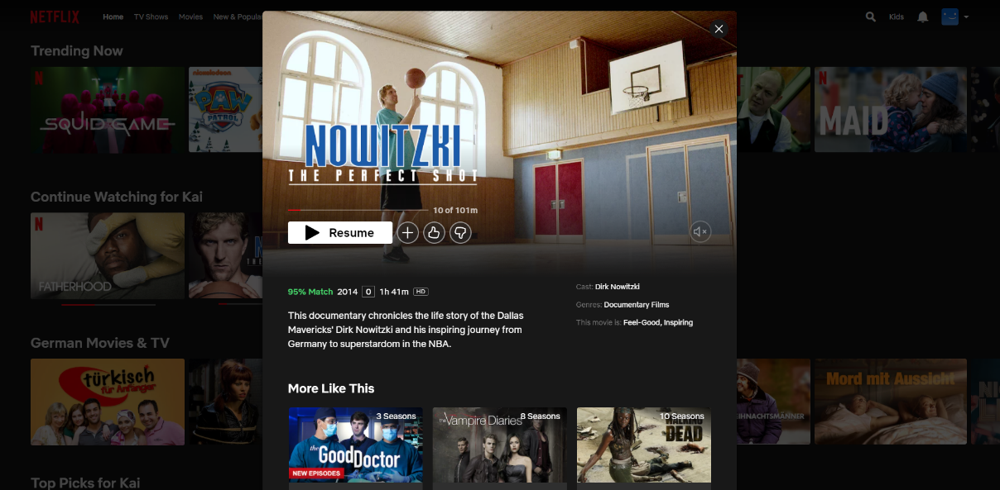 NETFLIX
Home TV Shows Movies New & Popula
Kids
Trending Now
SQUID GAME
nickelodeon
PAW
PATROL
N
MAID
NOWITZKI
THE PERFECT SHOT
10 of 101m
Resume
Continue Watching for Kai
N
FATHERHOOD
95% Match 2014 0 1h 41m HD
This documentary chronicles the life story of the Dallas
Mavericks' Dirk Nowitzki and his inspiring journey from
Germany to superstardom in the NBA.
Cast: Dirk Nowitzki
Genres: Documentary Films
This movie is: Feel-Good, Inspiring
German Movies & TV
türkisch
für Anfänger
Mord mit Aussicht
More Like This
3 Seasons
the
Good Doctor
NEW EPISODES
8 Seasons
the Vampire Diaries
10 Seasons
DEAD
Top Picks for Kai